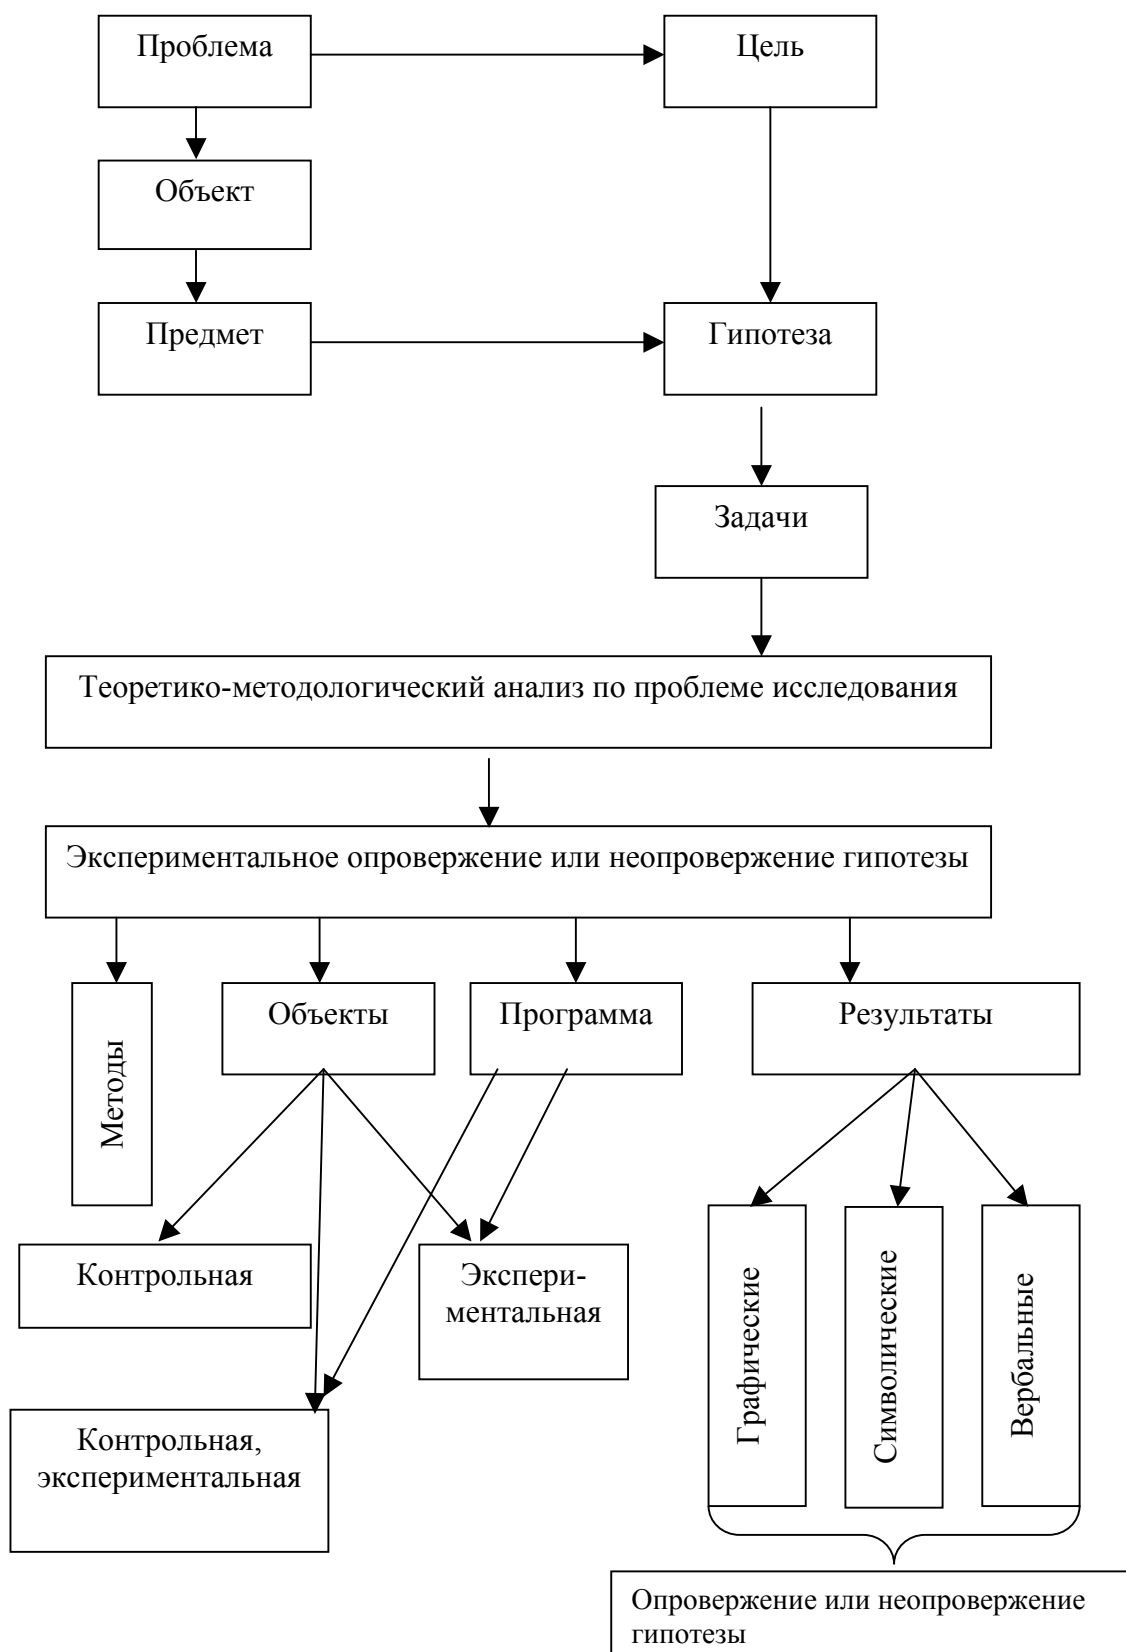 Проблема
Цель
Объект
Предмет
Гипотеза
Задачи
Теоретико-методологический анализ по проблеме исследования
Экспериментальное опровержение или неопровержение гипотезы
Методы
Объекты
Программа
Результаты
Контрольная
Экспери-
ментальная
Контрольная,
экспериментальная
Графические
Символические
Вербальные
Опровержение или неопровержение
гипотезы